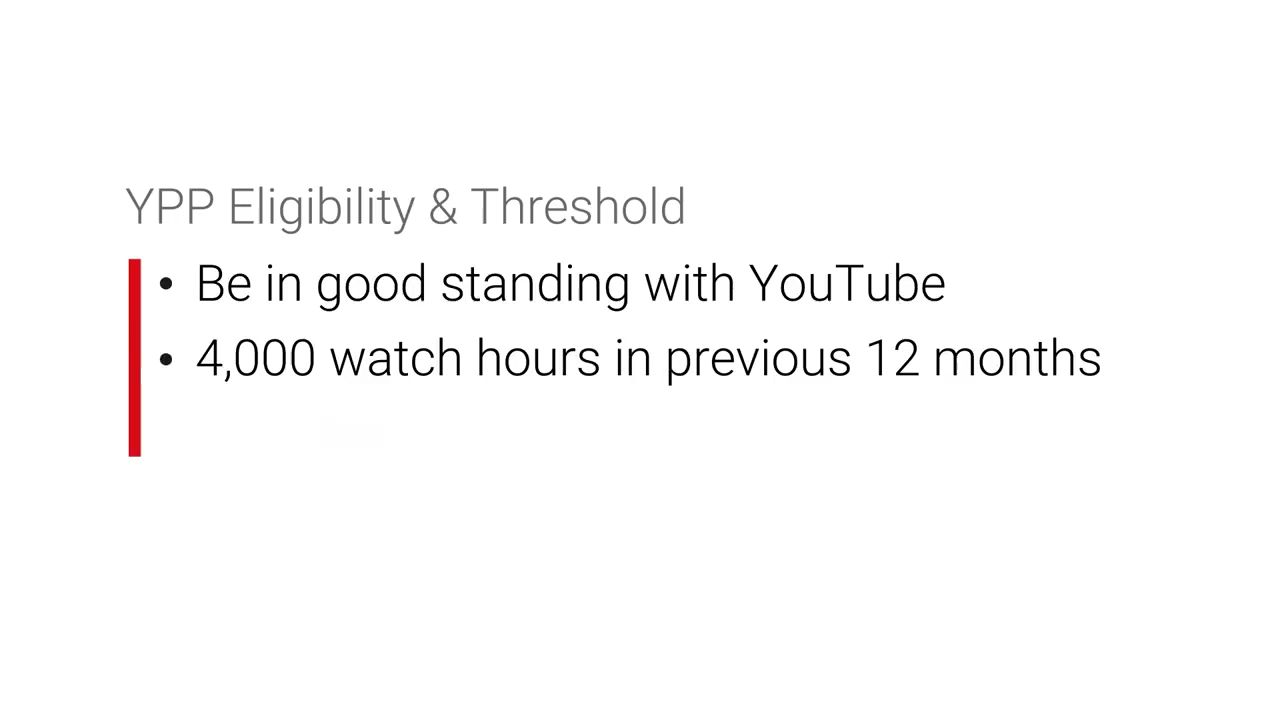 YPP Eligibility & Threshold
• Be in good standing with YouTube
• 4,000 watch hours in previous 12 months